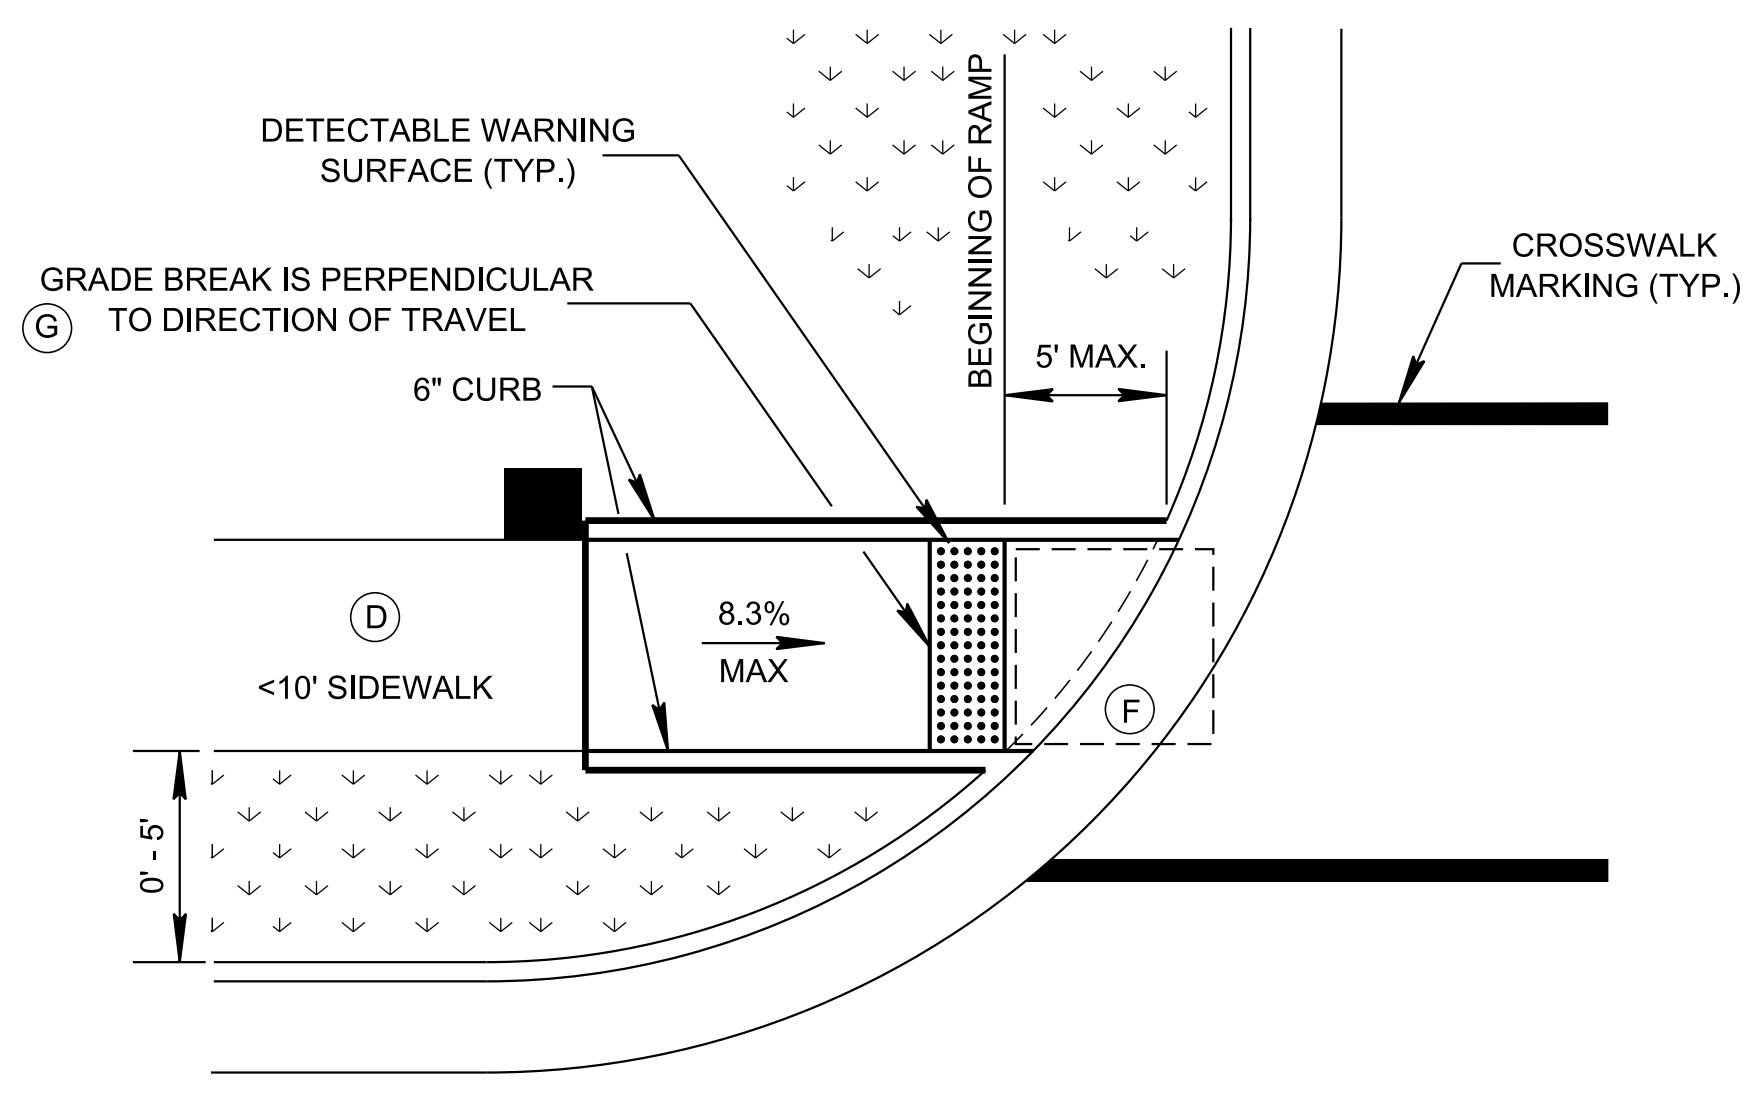 DETECTABLE WARNING
SURFACE (TYP.)
BEGINNING OF RAMP
CROSSWALK
MARKING (TYP.)
GRADE BREAK IS PERPENDICULAR
TO DIRECTION OF TRAVEL
G
5' MAX.
6" CURB
D
<10' SIDEWALK
8.3%
MAX
F
0' - 5'